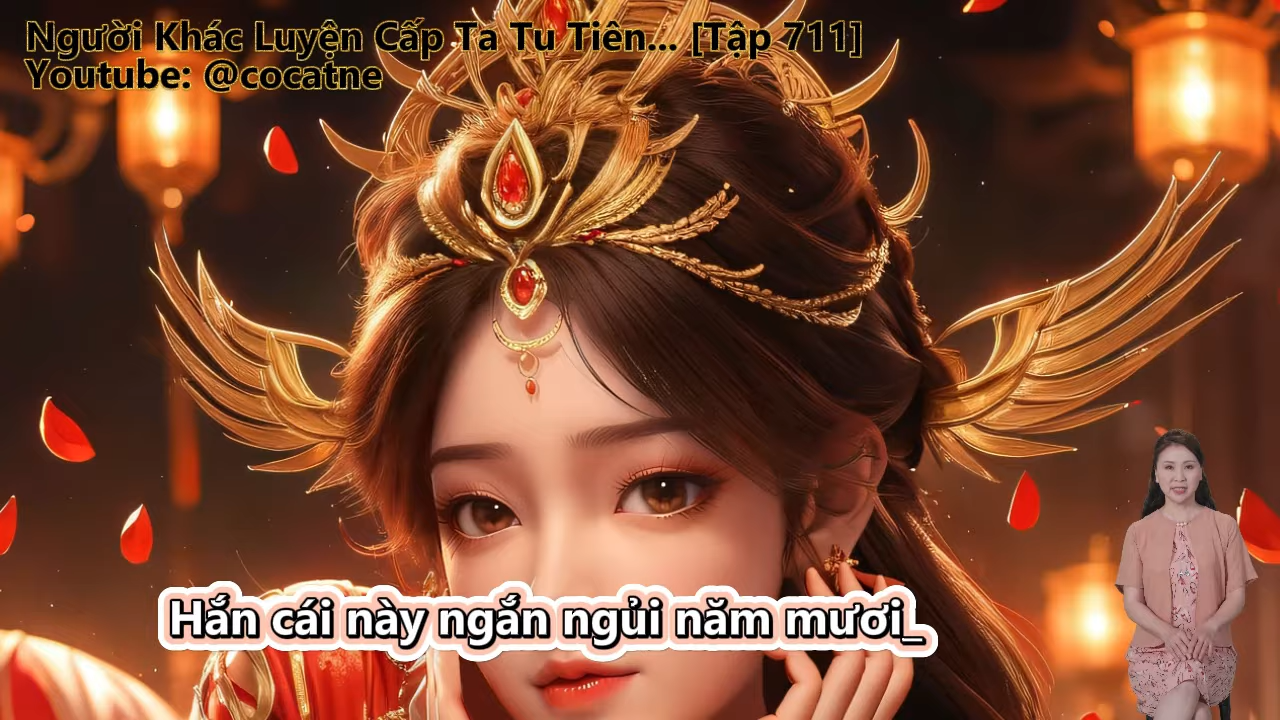 Người Khác Luyện Cấp Ta Tu Tiên... [Tập 711]
Youtube: @cocatne
Hắn cái này ngắn ngủi năm mươi_